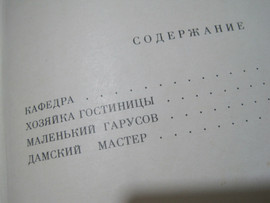 СОДЕРЖАНИЕ
КАФЕДРА . . . . . . . . .
ХОЗЯЙКА ГОСТИНИЦЫ . . . . .
МАЛЕНЬКИЙ ГАРУСОВ . . . . .
ДАМСКИЙ МАСТЕР . . . . . .